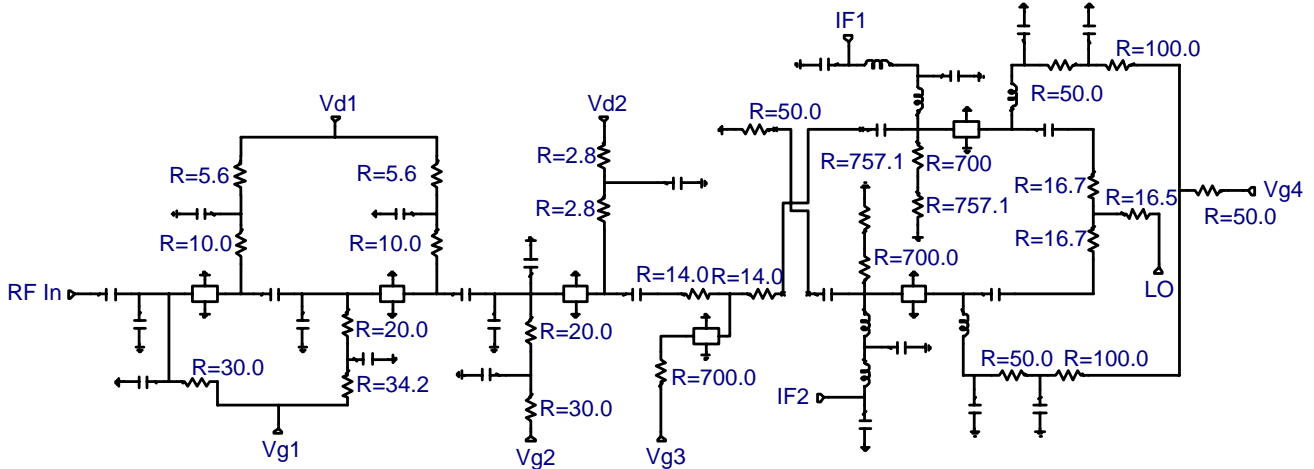 IF1
R=100.0
R=50.0
Vd1
Vd2
R=50.0
R=2.8
R=757.1
R=700
R=5.6
R=5.6
R=16.7
R=16.5
Vg4
R=2.8
R=757.1
R=50.0
R=10.0
R=10.0
R=16.7
R=700.0
RF In
R=14.0
R=14.0
LO
R=20.0
R=20.0
R=30.0
R=34.2
R=700.0
R=50.0
R=100.0
R=30.0
IF2
Vg1
Vg2
Vg3